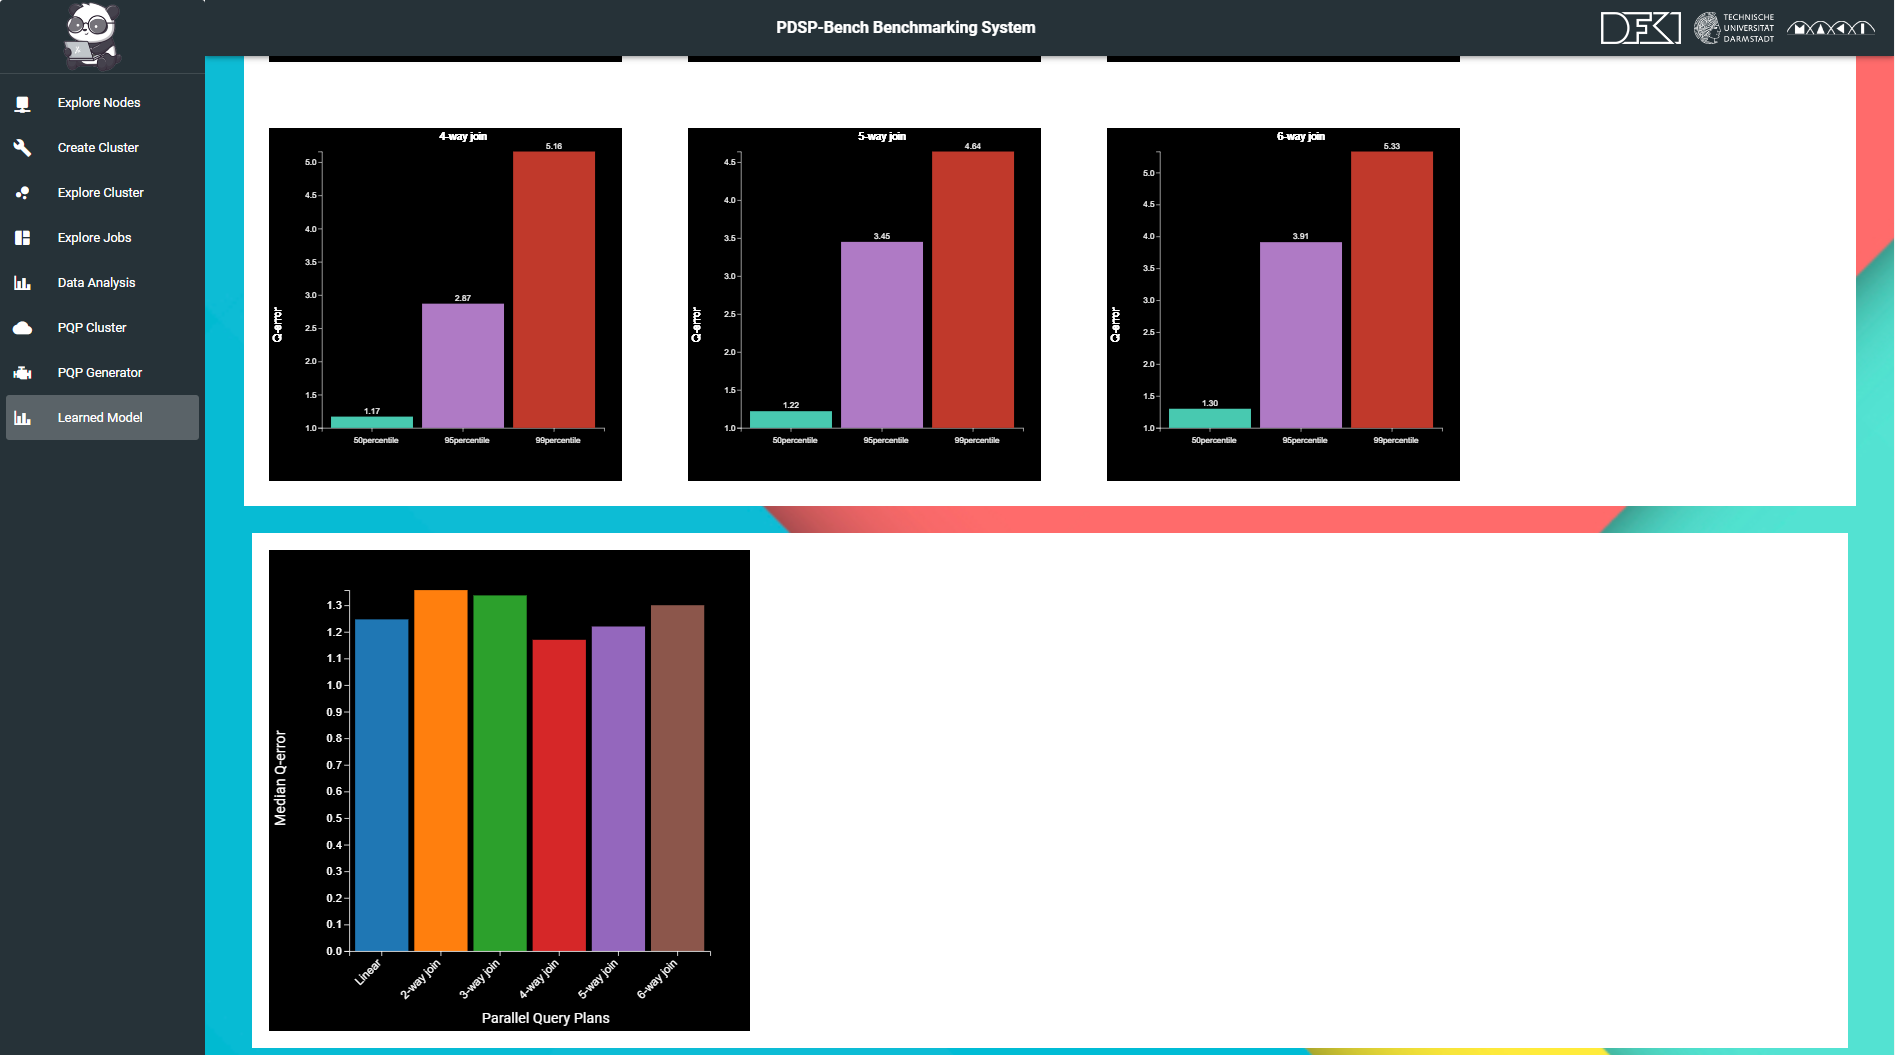 PDSP-Bench Benchmarking System
TECHNISCHE
UNIVERSITÄT
DARMSTADT
Explore Nodes
Create Cluster
Explore Cluster
Explore Jobs
Data Analysis
PQP Cluster
PQP Generator
Learned Model
4-way join
5.16
5.0
4.5
4.0
3.5
3.0
2.87
2.5
2.0
1.5
1.17
1.0
Q-error
50percentile 95percentile 99percentile
5-way join
4.64
4.5
4.0
3.5
3.45
3.0
2.5
2.0
1.5
1.22
1.0
Q-error
50percentile 95percentile 99percentile
6-way join
5.33
5.0
4.5
4.0
3.91
3.5
3.0
2.5
2.0
1.5
1.30
1.0
Q-error
50percentile 95percentile 99percentile
1.3
1.2
1.1
1.0
0.9
0.8
0.7
0.6
0.5
0.4
0.3
0.2
0.1
0.0
Median Q-error
Linear
2-way join
3-way join
4-way join
5-way join
6-way join
Parallel Query Plans